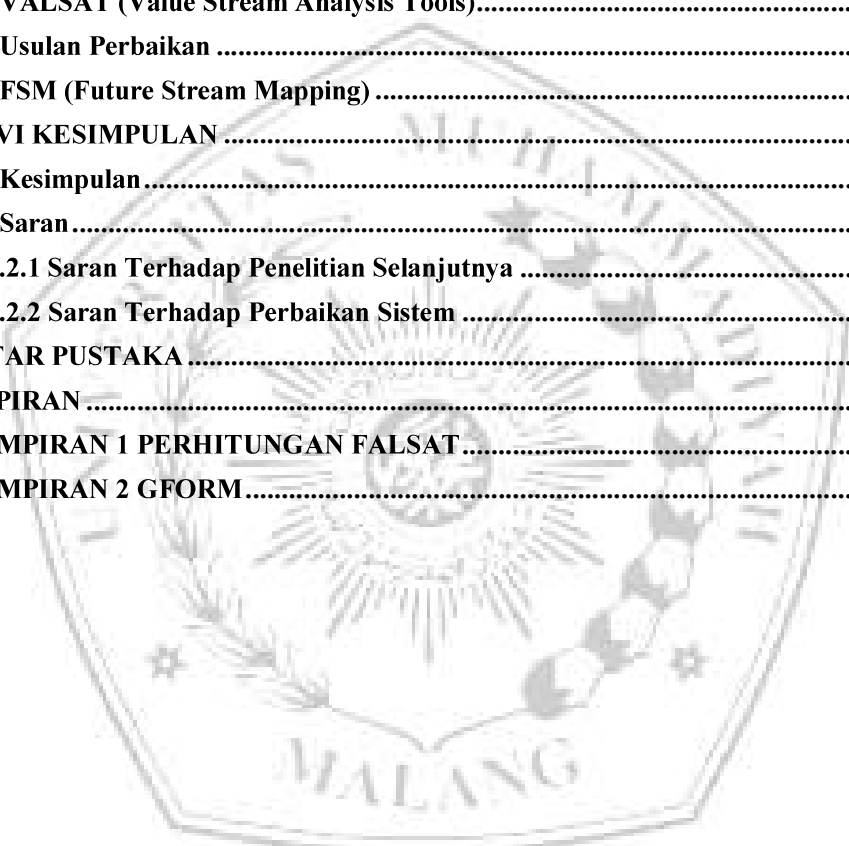 VALSAT (Value Stream Analysis Tools)
Usulan Perbaikan
FSM (Future Stream Mapping)
VI KESIMPULAN
Kesimpulan
Saran
.2.1 Saran Terhadap Penelitian Selanjutnya
.2.2 Saran Terhadap Perbaikan Sistem
TAR PUSTAKA
PIRAN
MPIRAN 1 PERHITUNGAN FALSAT
MPIRAN 2 GFORM
UNIVERSITAS MUHAMMADIYAH
MALANG